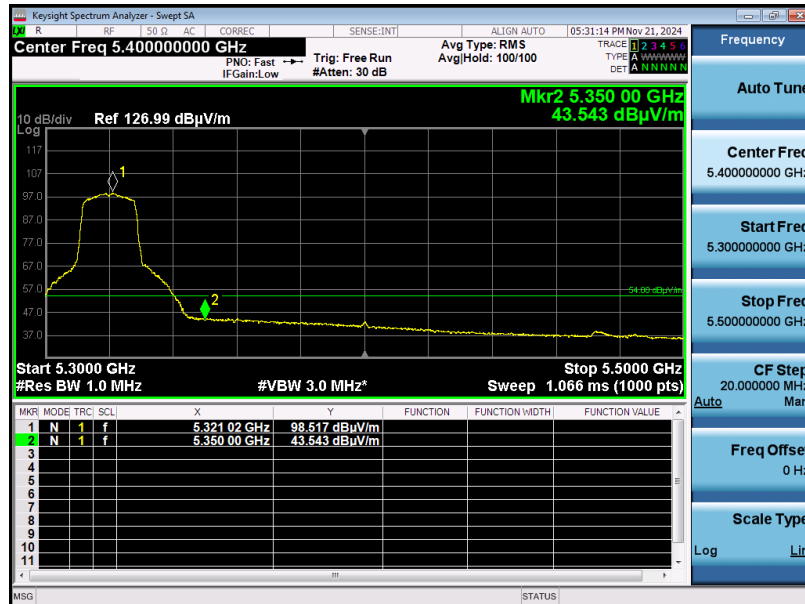 Keysight Spectrum Analyzer - Swept SA
LXI R RF 50 Ω AC CORREC SENSE:INT ALIGN AUTO 05:31:14 PM Nov 21, 2024
Center Freq 5.400000000 GHz
PNO: Fast
IFGain:Low
Trig: Free Run
#Atten: 30 dB
Avg Type: RMS
Avg|Hold: 100/100
TRACE 1 2 3 4 5 6
TYPE A WWWWW
DET A N N N N N
Mkr2 5.350 00 GHz
43.543 dBµV/m
10 dB/div Ref 126.99 dBµV/m
Log
117
107
97.0
87.0
77.0
67.0
57.0
47.0
37.0
1
2
54.00 dBµV/m
Start 5.3000 GHz Stop 5.5000 GHz
#Res BW 1.0 MHz #VBW 3.0 MHz* Sweep 1.066 ms (1000 pts)
MKR MODE TRC SCL X Y FUNCTION FUNCTION WIDTH FUNCTION VALUE
1 N 1 f 5.321 02 GHz 98.517 dBµV/m
2 N 1 f 5.350 00 GHz 43.543 dBµV/m
3
4
5
6
7
8
9
10
11
MSG STATUS
Frequency
Auto Tune
Center Freq
5.400000000 GHz
Start Freq
5.300000000 GHz
Stop Freq
5.500000000 GHz
CF Step
20.000000 MHz
Auto Man
Freq Offset
0 Hz
Scale Type
Log Lin